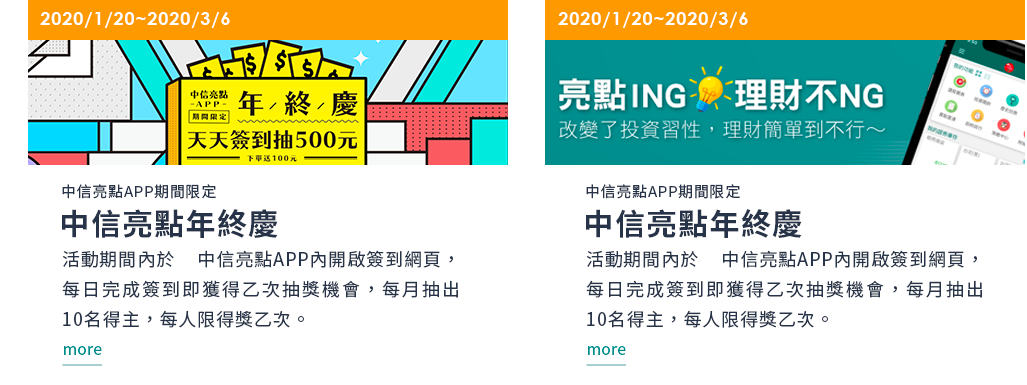 2020/1/20~2020/3/6
中信亮點
-APP-
期間限定
年/終/慶
天天簽到抽500元
下單送100元
中信亮點APP期間限定
中信亮點年終慶
活動期間內於 中信亮點APP內開啟簽到網頁，
每日完成簽到即獲得乙次抽獎機會，每月抽出
10名得主，每人限得獎乙次。
more
2020/1/20~2020/3/6
亮點ING 理財不NG
改變了投資習性，理財簡單到不行～
中信亮點APP期間限定
中信亮點年終慶
活動期間內於 中信亮點APP內開啟簽到網頁，
每日完成簽到即獲得乙次抽獎機會，每月抽出
10名得主，每人限得獎乙次。
more